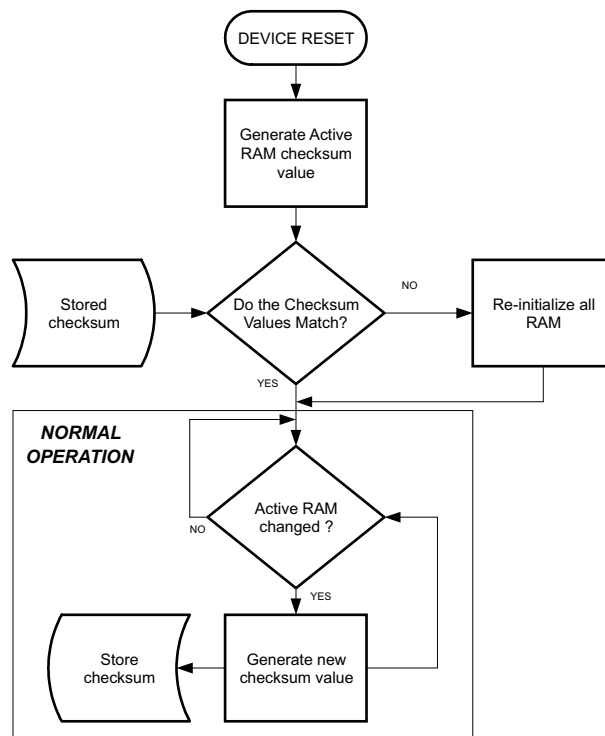 DEVICE RESET
Generate Active
RAM checksum
value
Stored
checksum
Do the Checksum
Values Match?
NO
Re-initialize all
RAM
YES
NORMAL
OPERATION
Active RAM
changed ?
NO
YES
Store
checksum
Generate new
checksum value